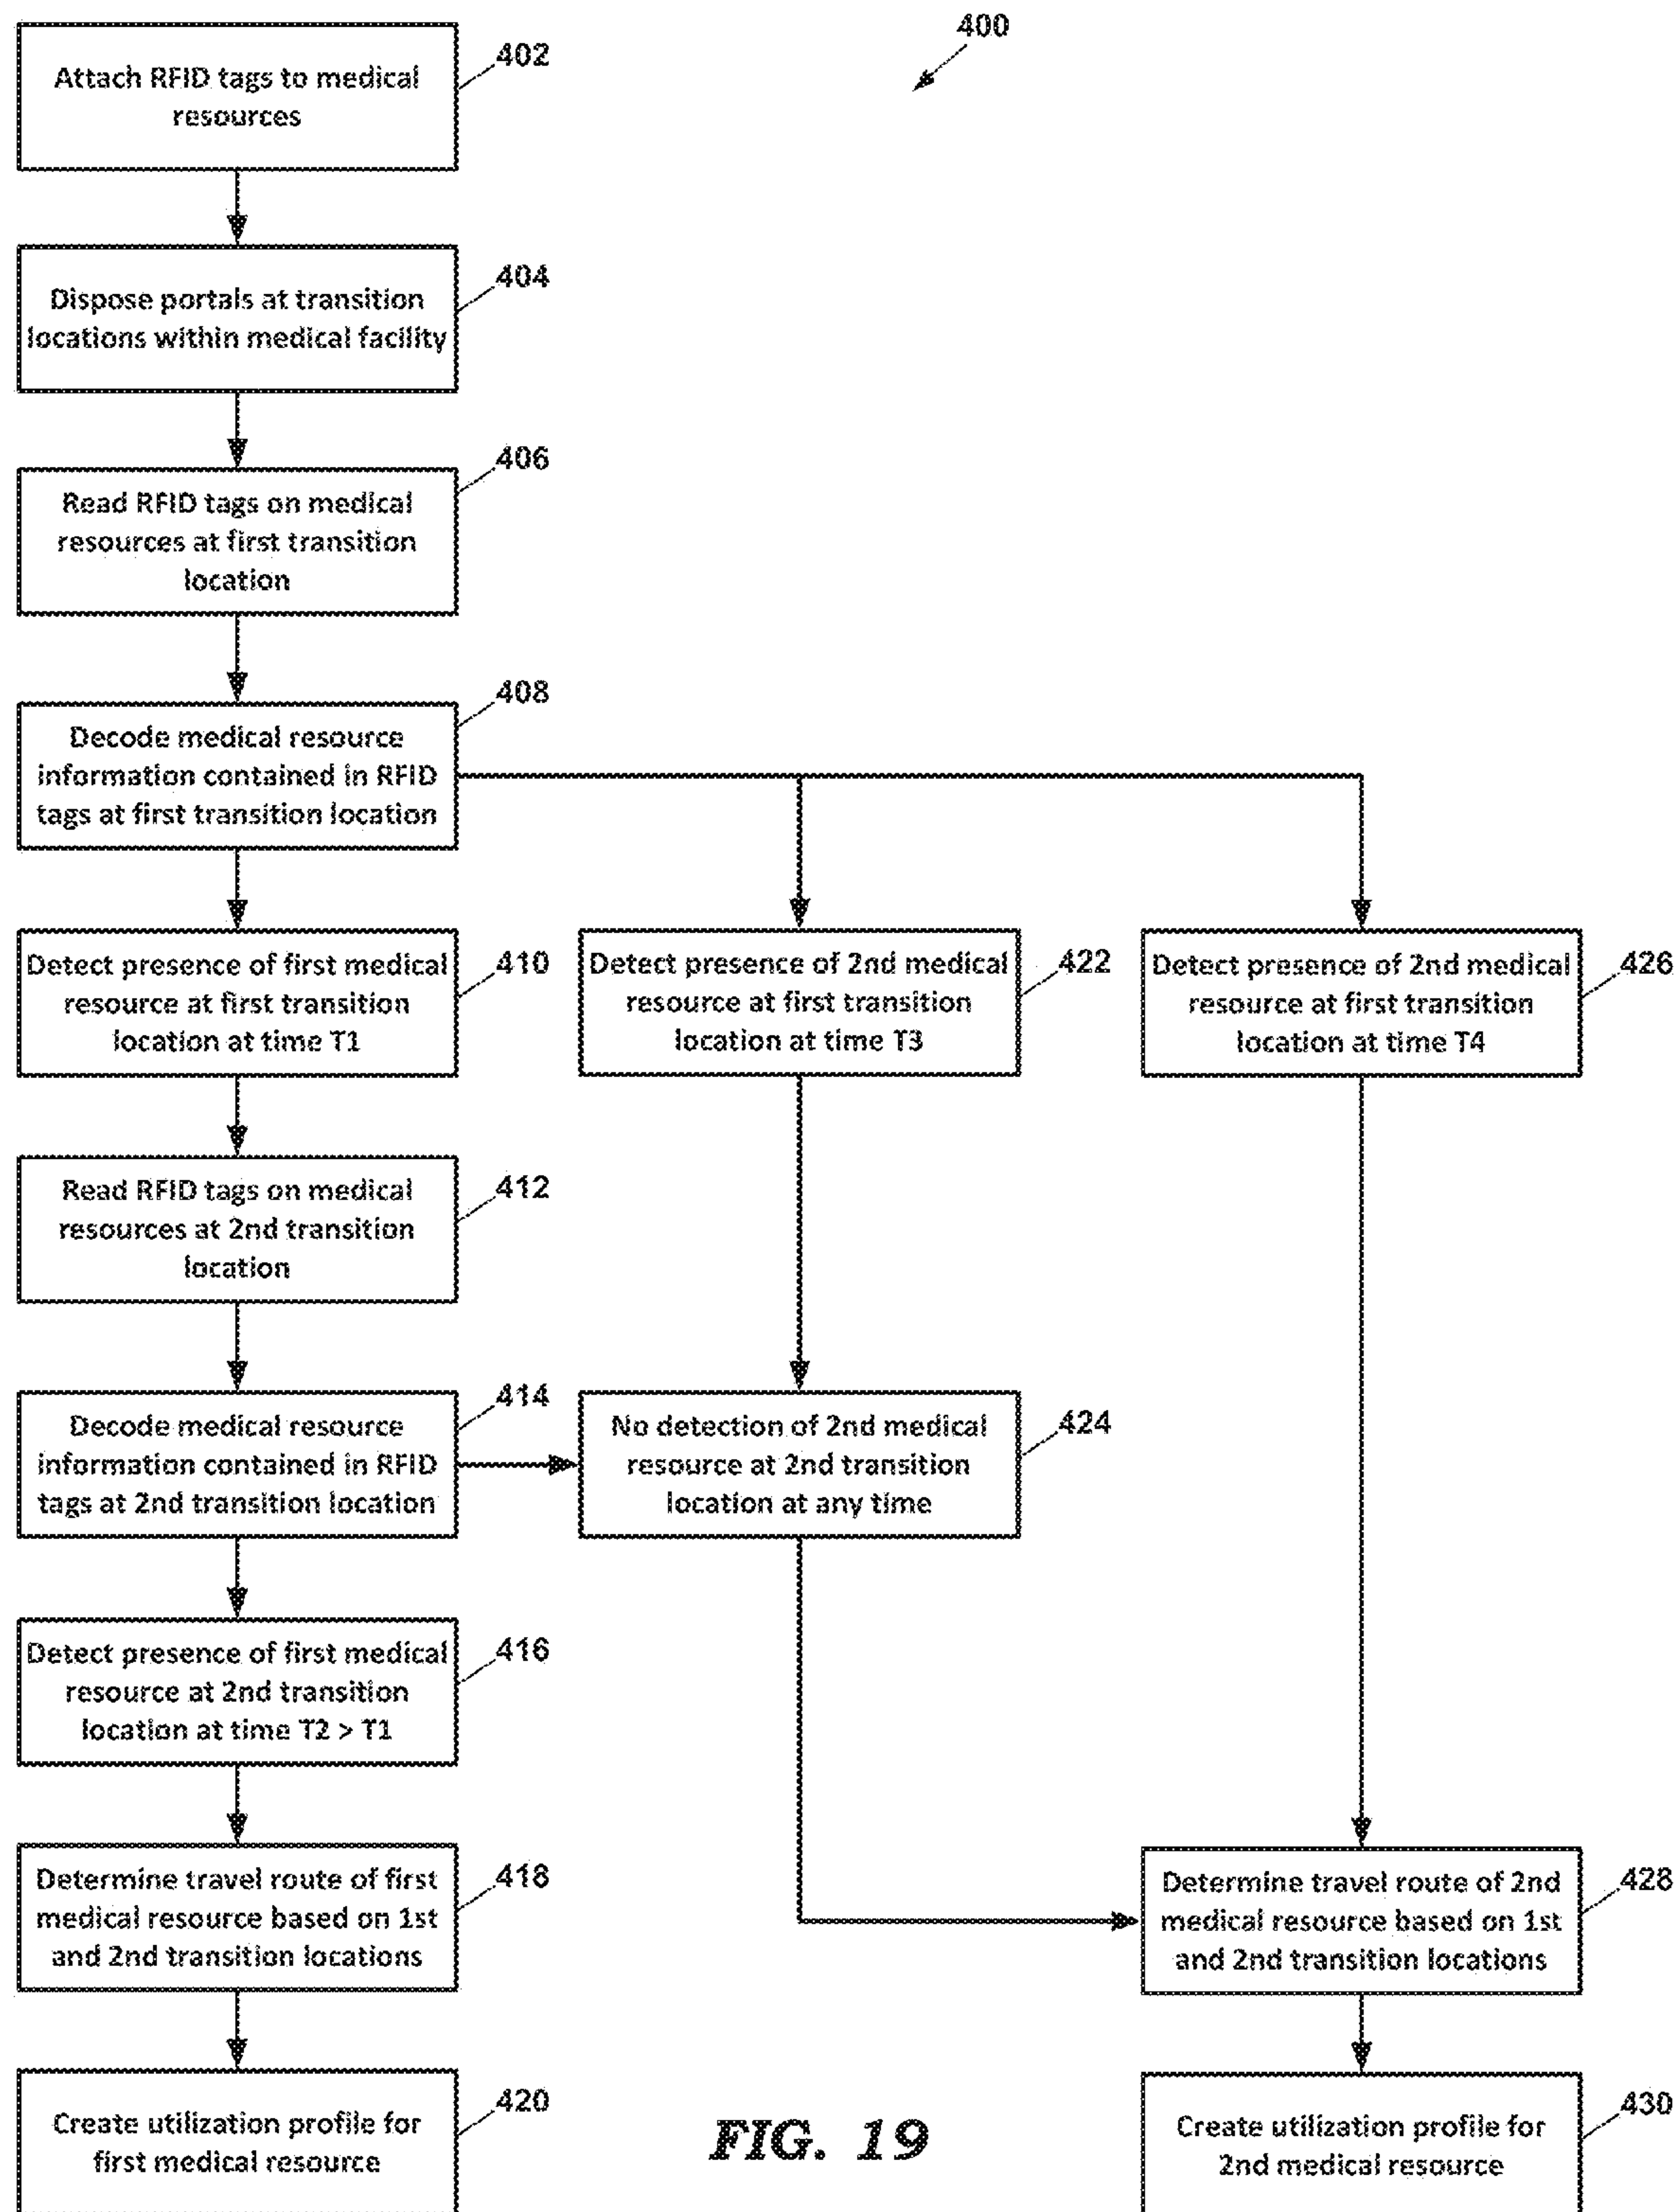 400
402
Attach RFID tags to medical
resources
404
Dispose portals at transition
locations within medical facility
406
Read RFID tags on medical
resources at first transition
location
408
Decode medical resource
information contained in RFID
tags at first transition location
410
Detect presence of first medical
resource at first transition
location at time T1
422
Detect presence of 2nd medical
resource at first transition
location at time T3
426
Detect presence of 2nd medical
resource at first transition
location at time T4
412
Read RFID tags on medical
resources at 2nd transition
location
414
Decode medical resource
information contained in RFID
tags at 2nd transition location
424
No detection of 2nd medical
resource at 2nd transition
location at any time
416
Detect presence of first medical
resource at 2nd transition
location at time T2 > T1
418
Determine travel route of first
medical resource based on 1st
and 2nd transition locations
428
Determine travel route of 2nd
medical resource based on 1st
and 2nd transition locations
420
Create utilization profile for
first medical resource
430
Create utilization profile for
2nd medical resource
FIG. 19